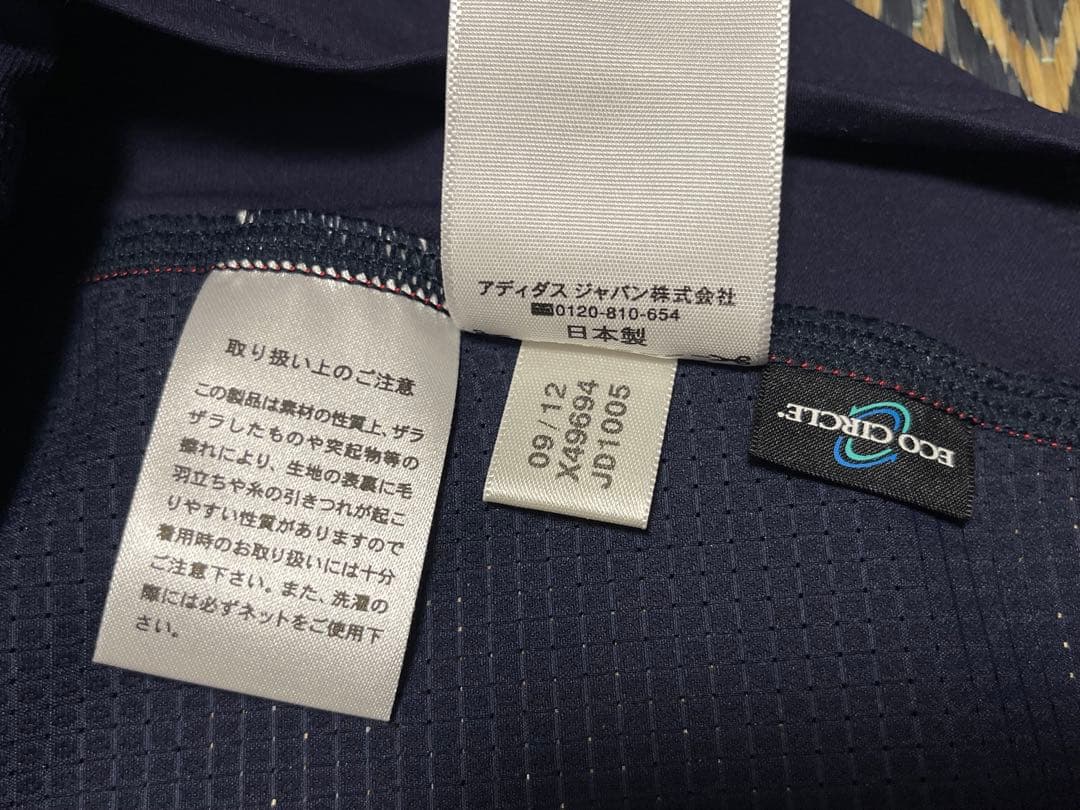 アディダス ジャパン株式会社
☎0120-810-654
日本製
取り扱い上のご注意
この製品は素材の性質上、ザラ
ザラしたものや突起物等の
擦れにより、生地の表裏に毛
羽立ちや糸の引きつれが起こ
りやすい性質がありますので
着用時のお取り扱いには十分
ご注意下さい。また、洗濯の
際には必ずネットをご使用下
さい。
09/12
X49694
JD1005
ECO CIRCLE